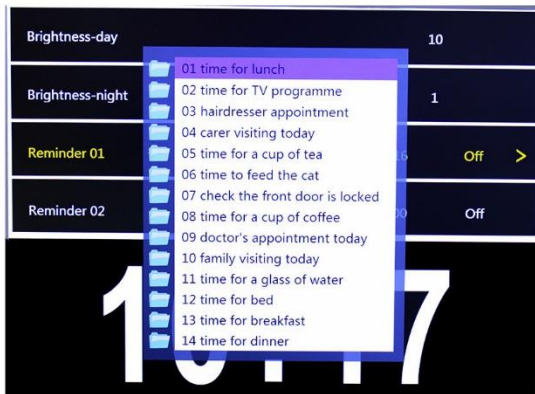 Brightness-day 10
Brightness-night 1
Reminder 01 16 Off >
Reminder 02 00 Off
01 time for lunch
02 time for TV programme
03 hairdresser appointment
04 carer visiting today
05 time for a cup of tea
06 time to feed the cat
07 check the front door is locked
08 time for a cup of coffee
09 doctor's appointment today
10 family visiting today
11 time for a glass of water
12 time for bed
13 time for breakfast
14 time for dinner